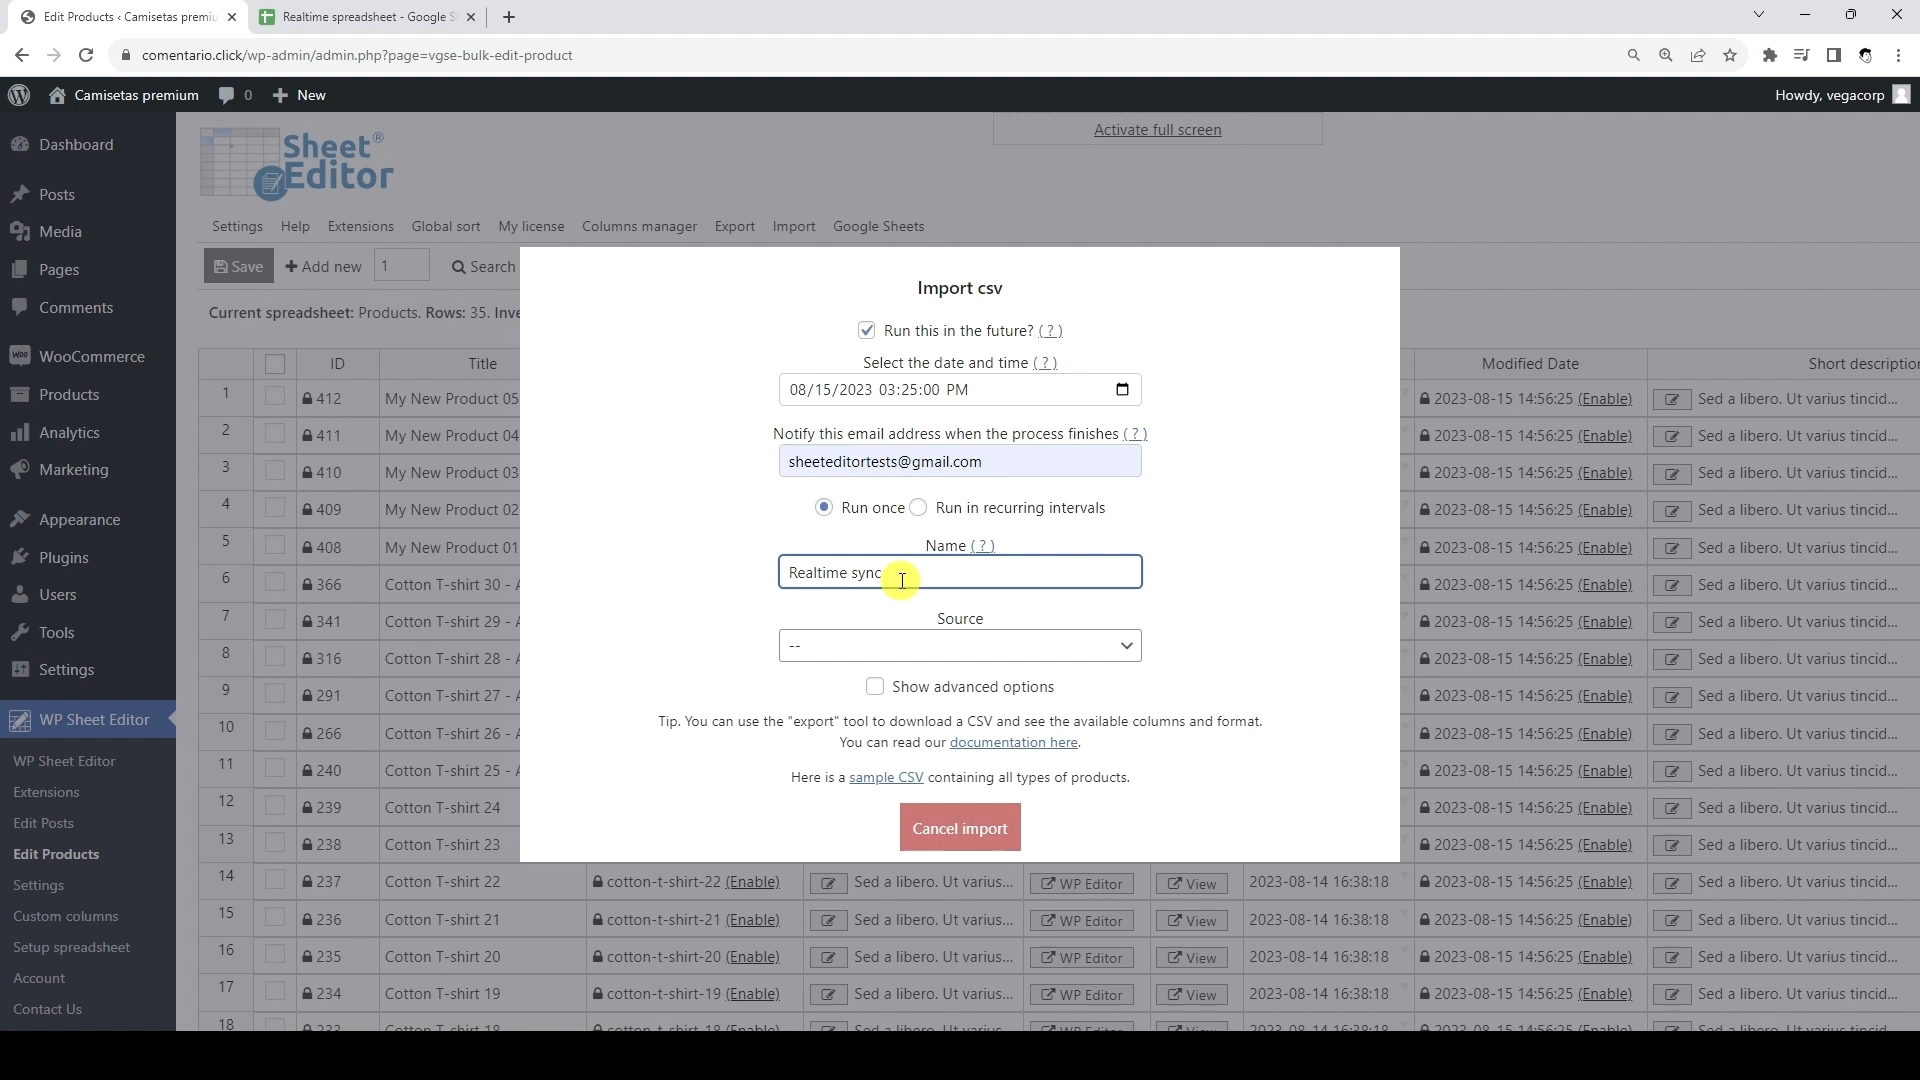 Edit Products ‹ Camisetas premiu
Realtime spreadsheet - Google S
comentario.click/wp-admin/admin.php?page=vgse-bulk-edit-product
Camisetas premium
0
New
Howdy, vegacorp
Dashboard
Posts
Media
Pages
Comments
WooCommerce
Products
Analytics
Marketing
Appearance
Plugins
Users
Tools
Settings
WP Sheet Editor
WP Sheet Editor
Extensions
Edit Posts
Edit Products
Settings
Custom columns
Setup spreadsheet
Account
Contact Us
Sheet®
Editor
Activate full screen
Settings Help Extensions Global sort My license Columns manager Export Import Google Sheets
Save Add new 1 Search
Current spreadsheet: Products. Rows: 35.
Import csv
Run this in the future? (?)
Select the date and time (?)
08/15/2023 03:25:00 PM
Notify this email address when the process finishes (?)
sheeteditortests@gmail.com
Run once Run in recurring intervals
Name (?)
Realtime sync
Source
--
Show advanced options
Tip. You can use the "export" tool to download a CSV and see the available columns and format.
You can read our documentation here.
Here is a sample CSV containing all types of products.
Cancel import
ID Title Modified Date Short description
1 412 My New Product 05 2023-08-15 14:56:25 (Enable) Sed a libero. Ut varius tincid...
2 411 My New Product 04 2023-08-15 14:56:25 (Enable) Sed a libero. Ut varius tincid...
3 410 My New Product 03 2023-08-15 14:56:25 (Enable) Sed a libero. Ut varius tincid...
4 409 My New Product 02 2023-08-15 14:56:25 (Enable) Sed a libero. Ut varius tincid...
5 408 My New Product 01 2023-08-15 14:56:25 (Enable) Sed a libero. Ut varius tincid...
6 366 Cotton T-shirt 30 - 2023-08-15 14:56:25 (Enable) Sed a libero. Ut varius tincid...
7 341 Cotton T-shirt 29 - 2023-08-15 14:56:25 (Enable) Sed a libero. Ut varius tincid...
8 316 Cotton T-shirt 28 - 2023-08-15 14:56:25 (Enable) Sed a libero. Ut varius tincid...
9 291 Cotton T-shirt 27 - 2023-08-15 14:56:25 (Enable) Sed a libero. Ut varius tincid...
10 266 Cotton T-shirt 26 - 2023-08-15 14:56:25 (Enable) Sed a libero. Ut varius tincid...
11 240 Cotton T-shirt 25 - 2023-08-15 14:56:25 (Enable) Sed a libero. Ut varius tincid...
12 239 Cotton T-shirt 24 2023-08-15 14:56:25 (Enable) Sed a libero. Ut varius tincid...
13 238 Cotton T-shirt 23 2023-08-15 14:56:25 (Enable) Sed a libero. Ut varius tincid...
14 237 Cotton T-shirt 22 cotton-t-shirt-22 (Enable) Sed a libero. Ut varius... WP Editor View 2023-08-14 16:38:18 2023-08-15 14:56:25 (Enable) Sed a libero. Ut varius tincid...
15 236 Cotton T-shirt 21 cotton-t-shirt-21 (Enable) Sed a libero. Ut varius... WP Editor View 2023-08-14 16:38:18 2023-08-15 14:56:25 (Enable) Sed a libero. Ut varius tincid...
16 235 Cotton T-shirt 20 cotton-t-shirt-20 (Enable) Sed a libero. Ut varius... WP Editor View 2023-08-14 16:38:18 2023-08-15 14:56:25 (Enable) Sed a libero. Ut varius tincid...
17 234 Cotton T-shirt 19 cotton-t-shirt-19 (Enable) Sed a libero. Ut varius... WP Editor View 2023-08-14 16:38:18 2023-08-15 14:56:25 (Enable) Sed a libero. Ut varius tincid...
18